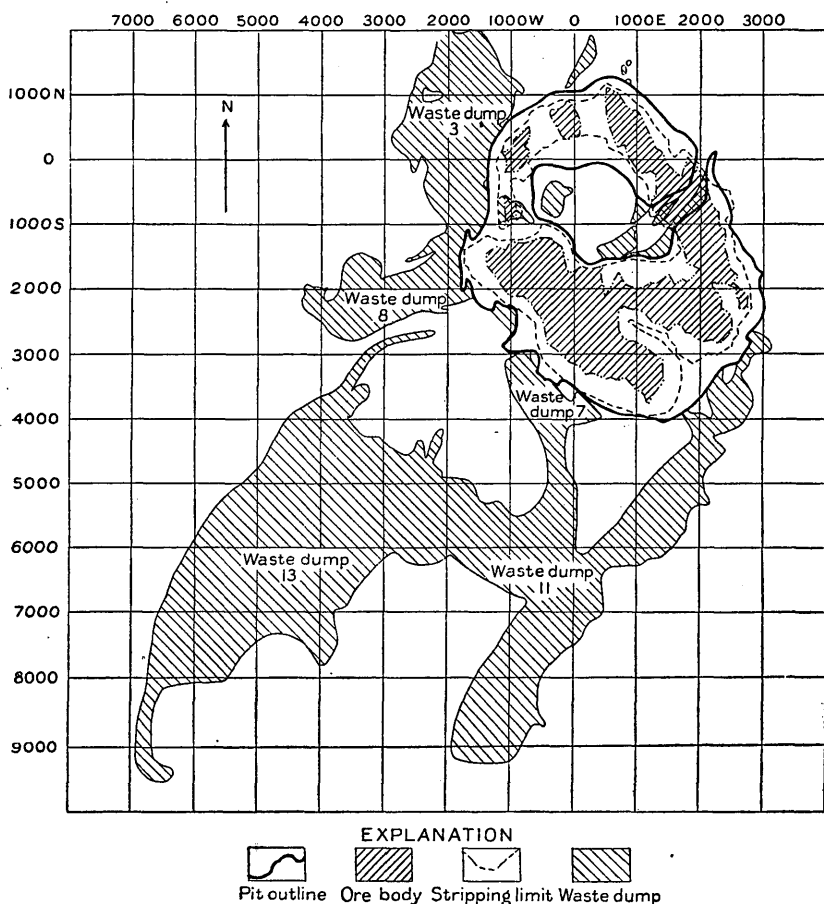 7000 6000 5000 4000 3000 2000 1000W 0 1000E 2000 3000
1000N
N
Waste dump
3
0
1000S
2000
Waste dump
8
3000
4000
Waste
dump 7
5000
6000
Waste dump
13
Waste dump
11
7000
8000
9000
EXPLANATION
Pit outline Ore body Stripping limit Waste dump